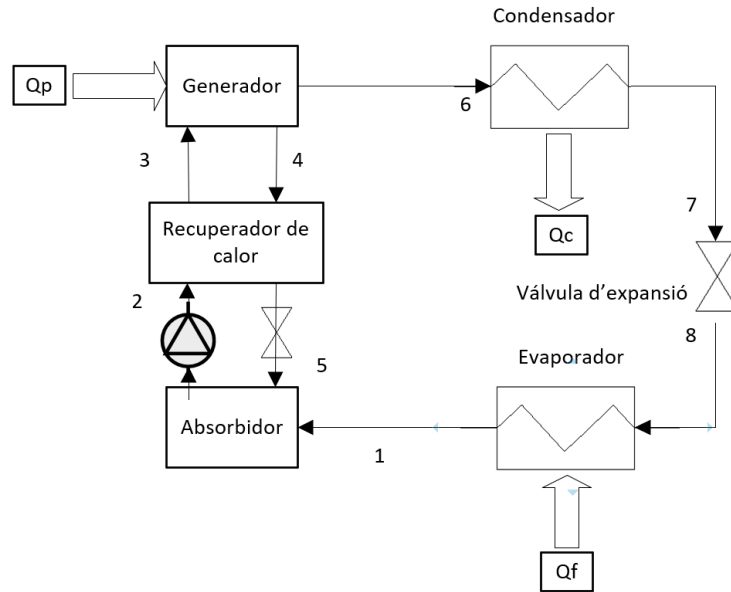 Condensador
Qp
Generador
6
3
4
7
Qc
Recuperador de
calor
2
Válvula d'expansió
8
5
Evaporador
Absorbidor
1
Qf